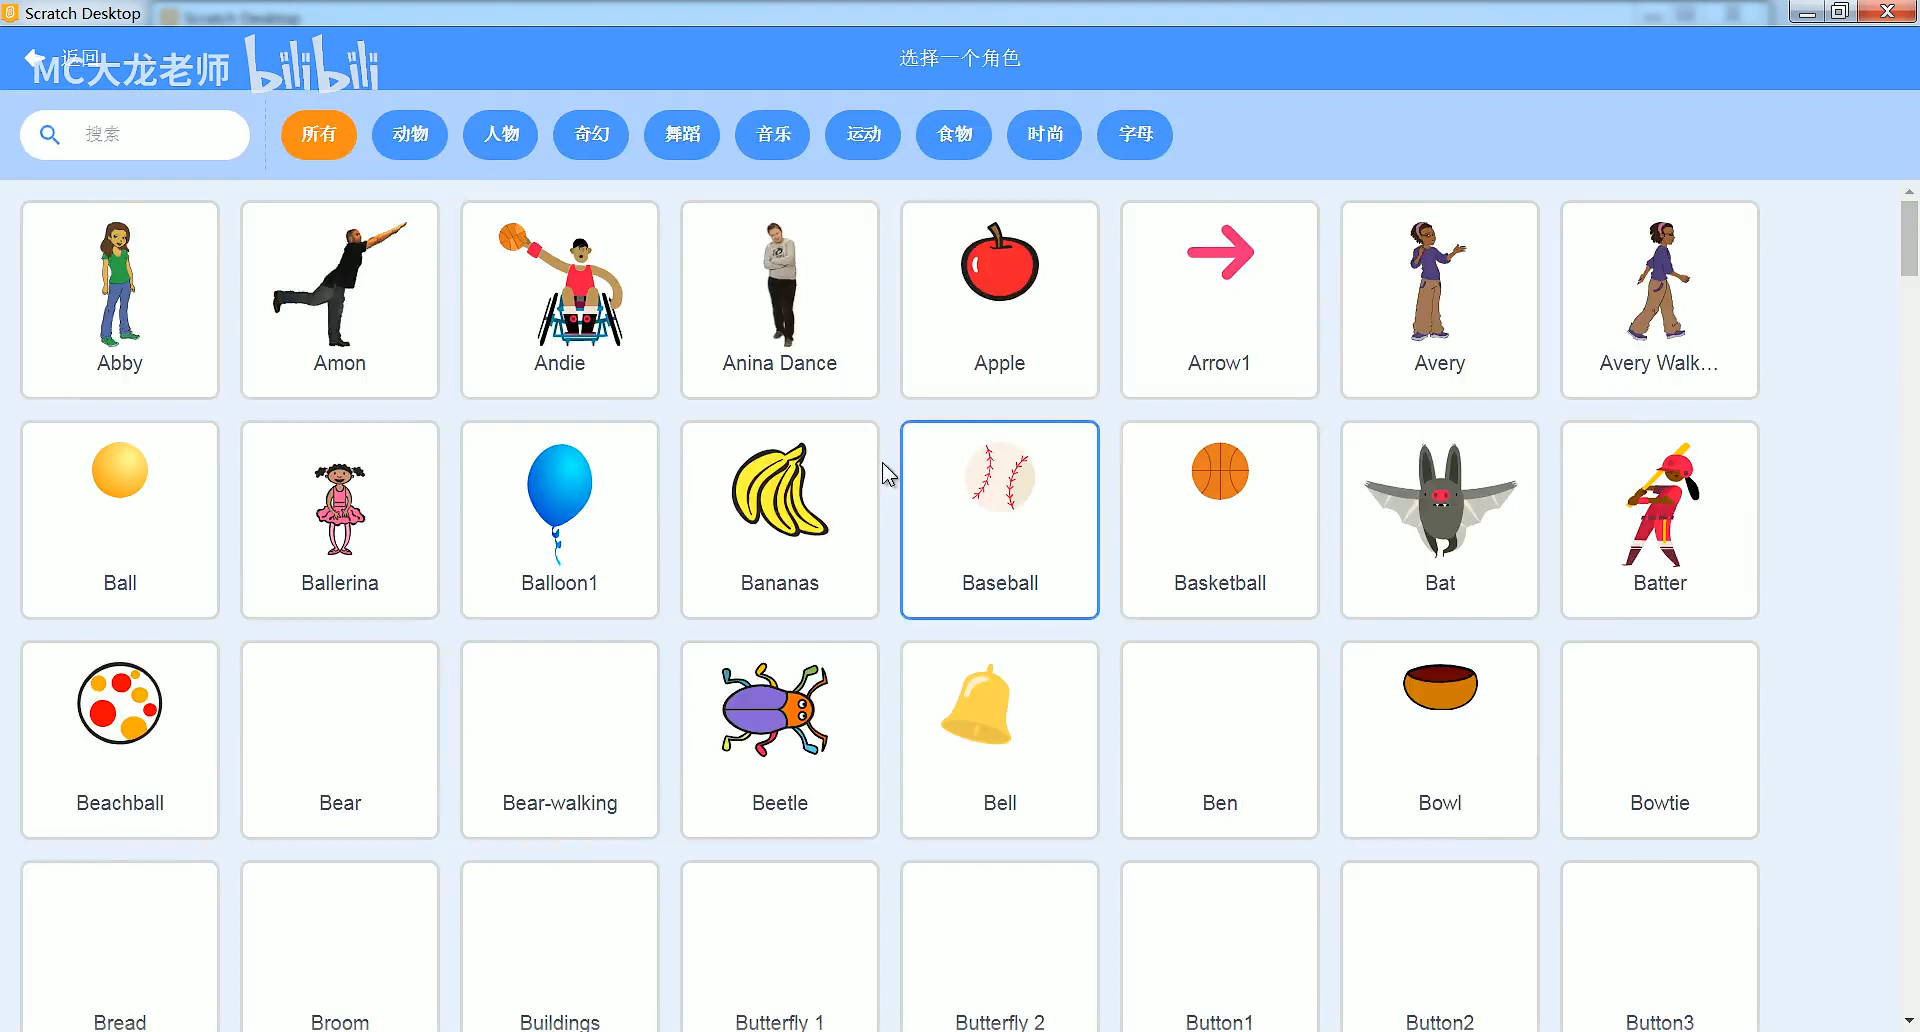 Scratch Desktop
Scratch Desktop
返回
MC大龙老师 bilibili
选择一个角色
搜索
所有 动物 人物 奇幻 舞蹈 音乐 运动 食物 时尚 字母
Abby Amon Andie Anina Dance Apple Arrow1 Avery Avery Walk...
Ball Ballerina Balloon1 Bananas Baseball Basketball Bat Batter
Beachball Bear Bear-walking Beetle Bell Ben Bowl Bowtie
Bread Broom Buildings Butterfly 1 Butterfly 2 Button1 Button2 Button3